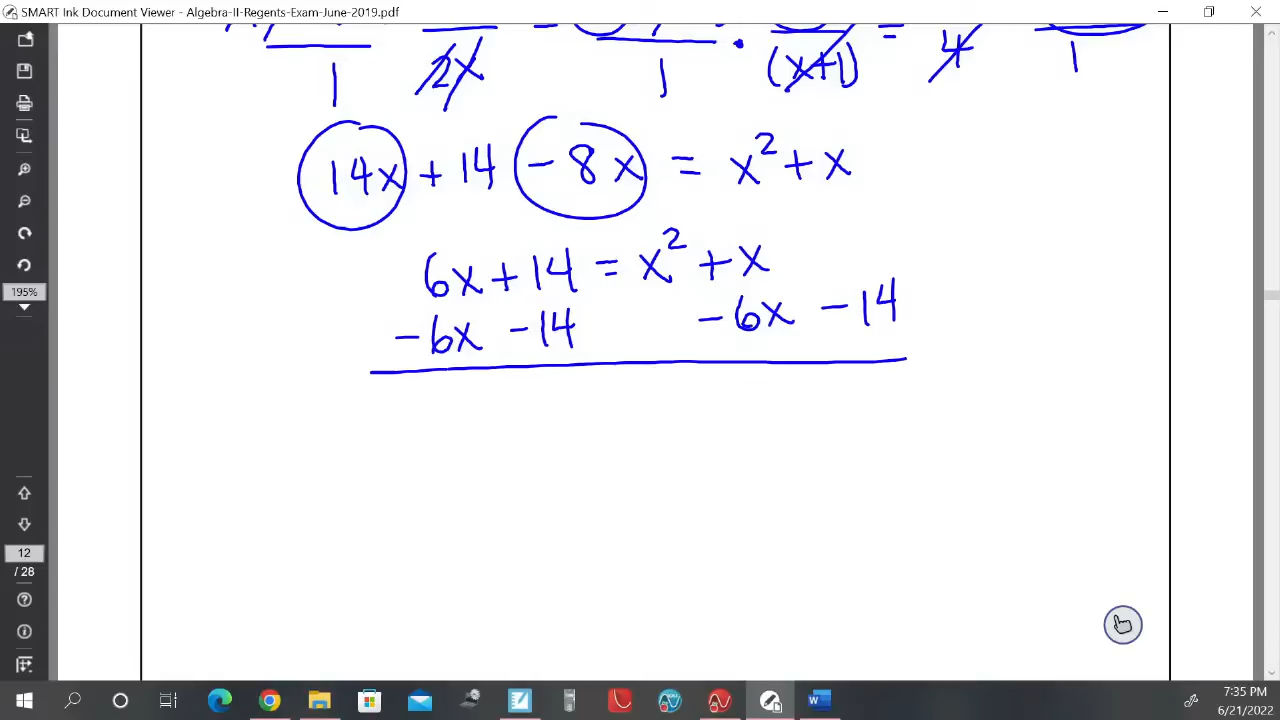 SMART Ink Document Viewer - Algebra-II-Regents-Exam-June-2019.pdf
1 2x = 1 • (x+1) = 4 1
14x + 14 - 8x = x² + x
6x + 14 = x² + x
- 6x - 14 - 6x - 14
195%
12
/ 28
7:35 PM
6/21/2022